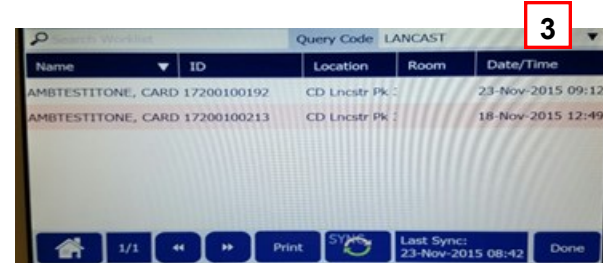 3
Search Worklist Query Code LANCAST
Name ID Location Room Date/Time
AMBTESTITONE, CARD 17200100192 CD Lncstr Pk 23-Nov-2015 09:12
AMBTESTITONE, CARD 17200100213 CD Lncstr Pk 18-Nov-2015 12:49
1/1 Print SYNC Last Sync: Done
23-Nov-2015 08:42